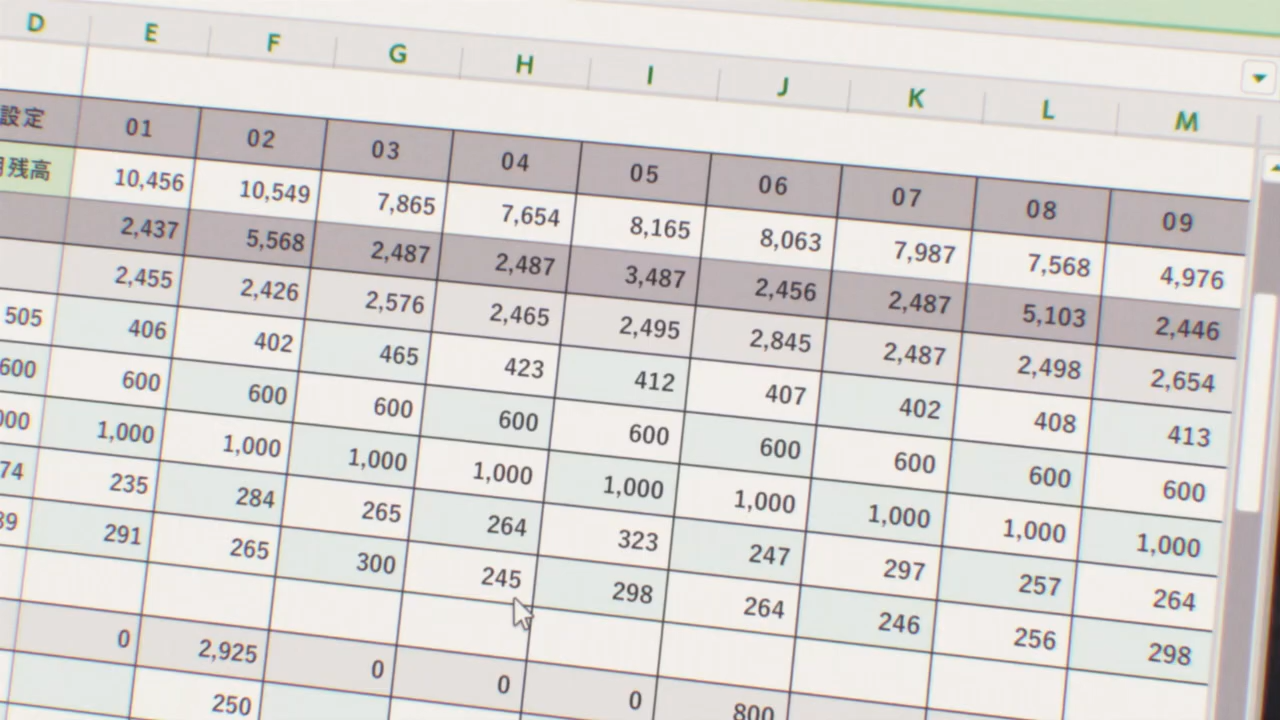 D E F G H I J K L M
設定 01 02 03 04 05 06 07 08 09
残高 10,456 10,549 7,865 7,654 8,165 8,063 7,987 7,568 4,976
2,437 5,568 2,487 2,487 3,487 2,456 2,487 5,103 2,446
2,455 2,426 2,576 2,465 2,495 2,845 2,487 2,498 2,654
505 406 402 465 423 412 407 402 408 413
600 600 600 600 600 600 600 600 600 600
000 1,000 1,000 1,000 1,000 1,000 1,000 1,000 1,000 1,000
74 235 284 265 264 323 247 297 257 264
39 291 265 300 245 298 264 246 256 298
0 2,925 0 0 0 800
250